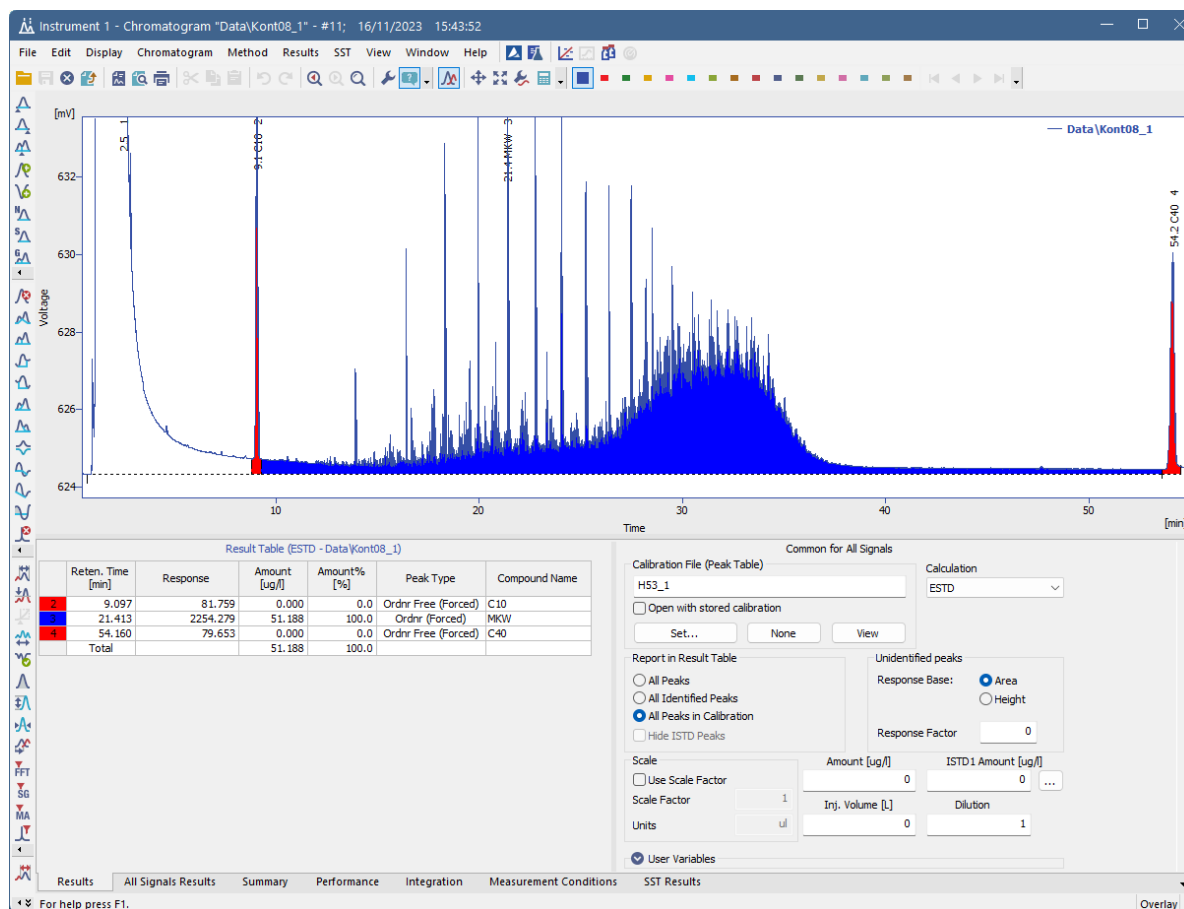 Instrument 1 - Chromatogram "Data\Kont08_1" - #11; 16/11/2023 15:43:52
File Edit Display Chromatogram Method Results SST View Window Help
[mV]
2.5 1
9.1 C10 2
21.4 MKW 3
54.2 C40 4
Data\Kont08_1
632
630
628
626
624
Voltage
10 20 30 40 50
Time
[min]
Result Table (ESTD - Data\Kont08_1)
Reten. Time [min] Response Amount [ug/l] Amount% [%] Peak Type Compound Name
2 9.097 81.759 0.000 0.0 Ordnr Free (Forced) C10
3 21.413 2254.279 51.188 100.0 Ordnr (Forced) MKW
4 54.160 79.653 0.000 0.0 Ordnr Free (Forced) C40
Total 51.188 100.0
Common for All Signals
Calibration File (Peak Table)
H53_1
Open with stored calibration
Set... None View
Calculation
ESTD
Report in Result Table
All Peaks
All Identified Peaks
All Peaks in Calibration
Hide ISTD Peaks
Unidentified peaks
Response Base: Area
Height
Response Factor 0
Scale
Use Scale Factor
Scale Factor 1
Units ul
Amount [ug/l] ISTD1 Amount [ug/l]
0 0 ...
Inj. Volume [L] Dilution
0 1
User Variables
Results All Signals Results Summary Performance Integration Measurement Conditions SST Results
For help press F1.
Overlay
N
S
G
FFT
SG
MA